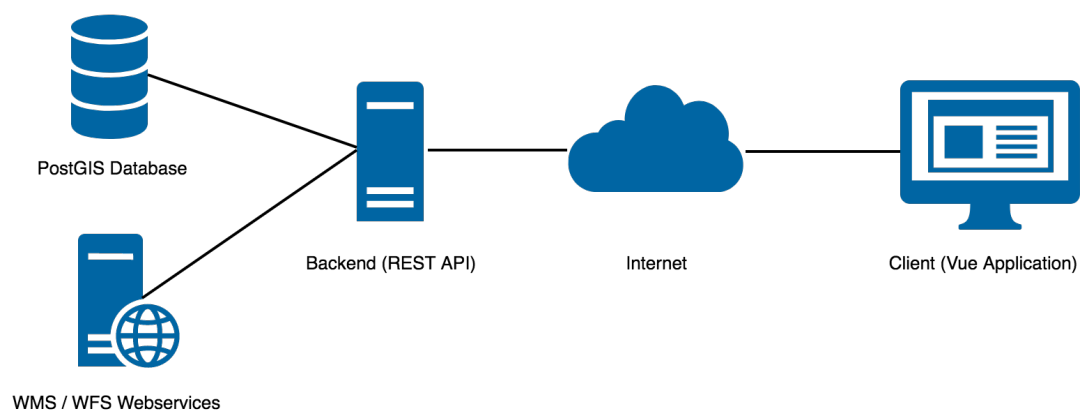 PostGIS Database
Backend (REST API)
Internet
Client (Vue Application)
WMS / WFS Webservices